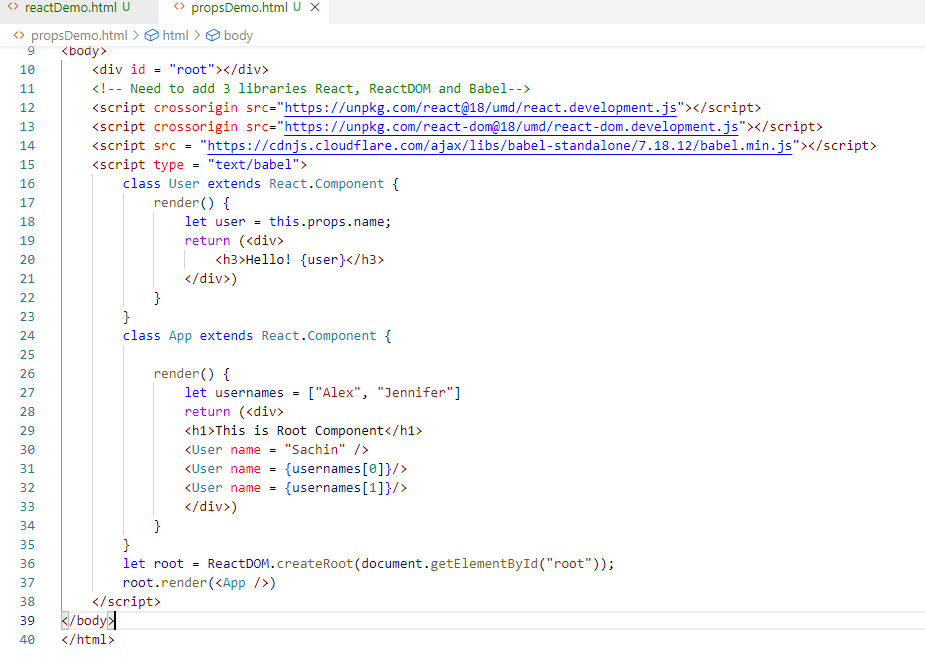 reactDemo.html U propsDemo.html U ×
propsDemo.html > html > body
9 <body>
10 <div id = "root"></div>
11 <!-- Need to add 3 libraries React, ReactDOM and Babel-->
12 <script crossorigin src="https://unpkg.com/react@18/umd/react.development.js"></script>
13 <script crossorigin src="https://unpkg.com/react-dom@18/umd/react-dom.development.js"></script>
14 <script src = "https://cdnjs.cloudflare.com/ajax/libs/babel-standalone/7.18.12/babel.min.js"></script>
15 <script type = "text/babel">
16 class User extends React.Component {
17 render() {
18 let user = this.props.name;
19 return (<div>
20 <h3>Hello! {user}</h3>
21 </div>)
22 }
23 }
24 class App extends React.Component {
25
26 render() {
27 let usernames = ["Alex", "Jennifer"]
28 return (<div>
29 <h1>This is Root Component</h1>
30 <User name = "Sachin" />
31 <User name = {usernames[0]}/>
32 <User name = {usernames[1]}/>
33 </div>)
34 }
35 }
36 let root = ReactDOM.createRoot(document.getElementById("root"));
37 root.render(<App />)
38 </script>
39 </body>
40 </html>